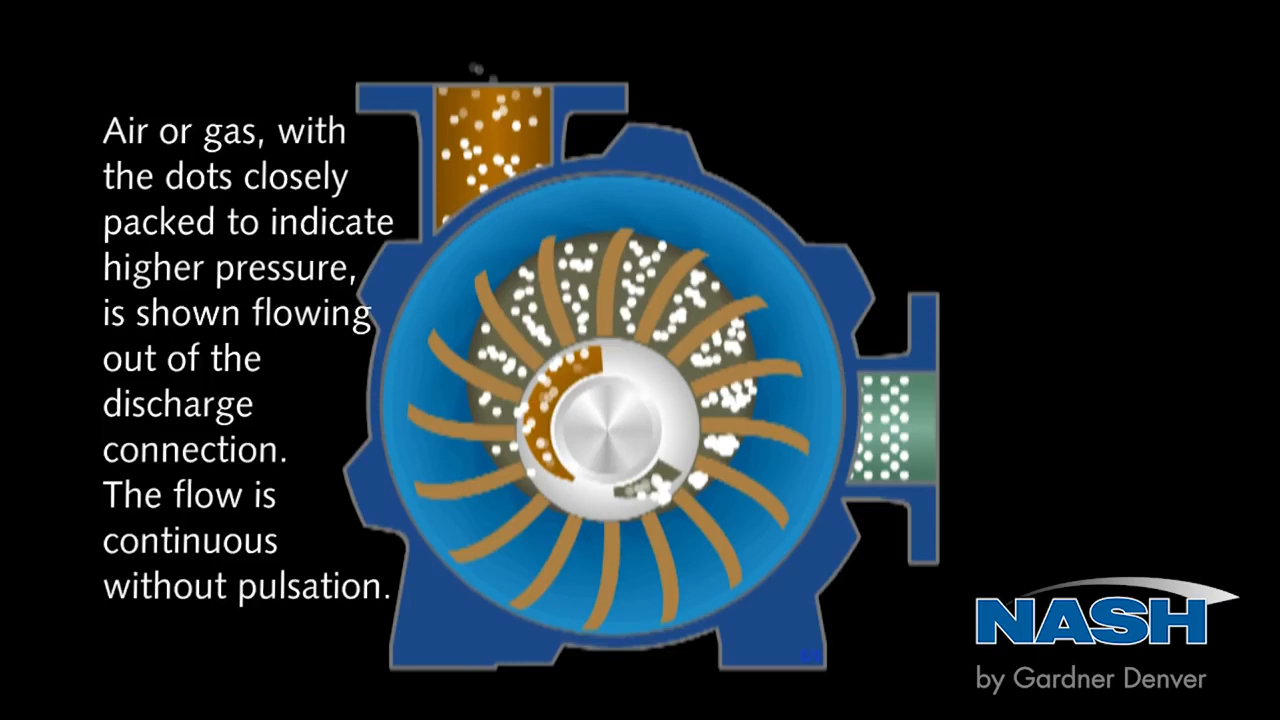 Air or gas, with
the dots closely
packed to indicate
higher pressure,
is shown flowing
out of the
discharge
connection.
The flow is
continuous
without pulsation.
NASH
by Gardner Denver